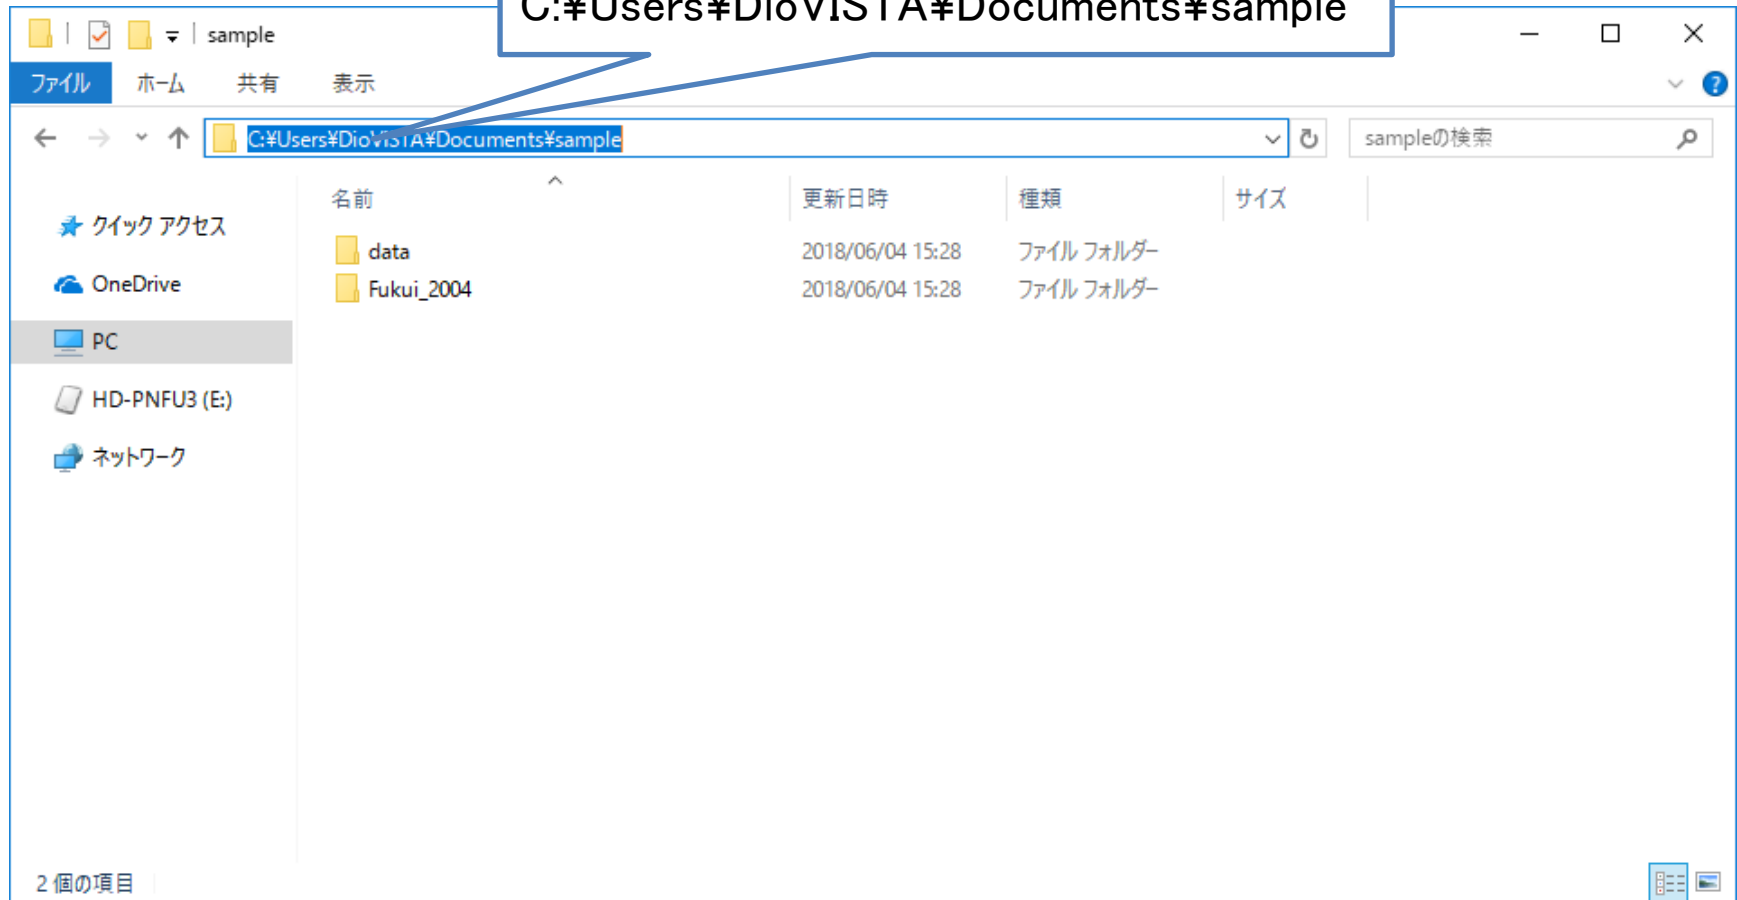 C:¥Users¥DioVISTA¥Documents¥sample
sample
ファイル ホーム 共有 表示
C:¥Users¥DioVISTA¥Documents¥sample
sampleの検索
名前 更新日時 種類 サイズ
クイック アクセス
data 2018/06/04 15:28 ファイル フォルダー
OneDrive
Fukui_2004 2018/06/04 15:28 ファイル フォルダー
PC
HD-PNFU3 (E:)
ネットワーク
2 個の項目